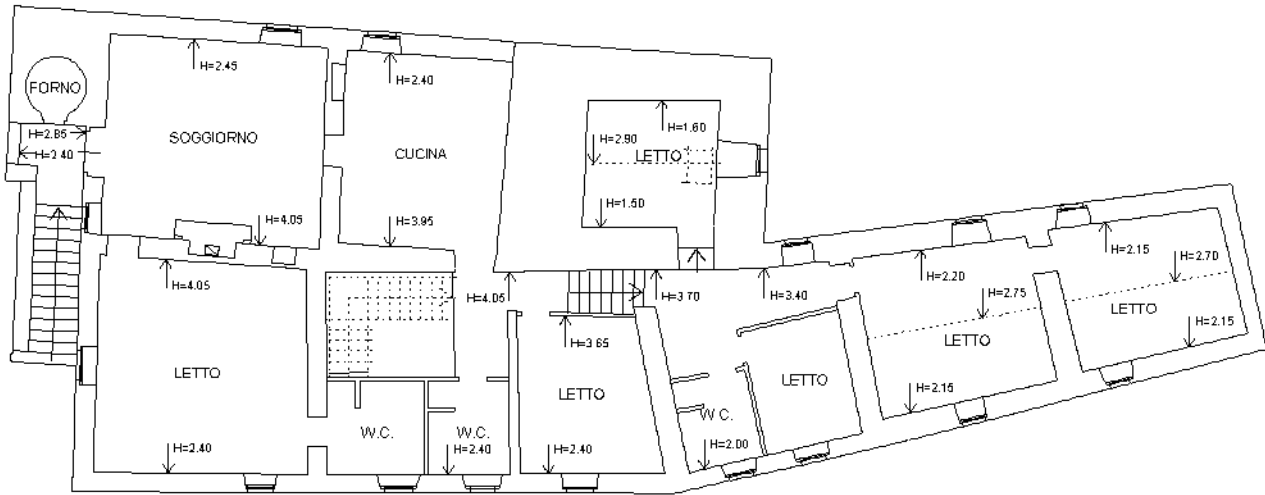 H=2.45
H=2.40
FORNO
H=2.85
H=2.40
SOGGIORNO
CUCINA
H=1.60
H=2.90
LETTO
H=1.50
H=4.05
H=3.95
H=4.05
H=4.05
H=3.70
H=3.40
H=2.20
H=2.15
H=2.70
H=2.75
LETTO
H=2.15
LETTO
H=3.65
LETTO
LETTO
LETTO
H=2.15
W.C.
W.C.
W.C.
H=2.40
H=2.40
H=2.40
H=2.00